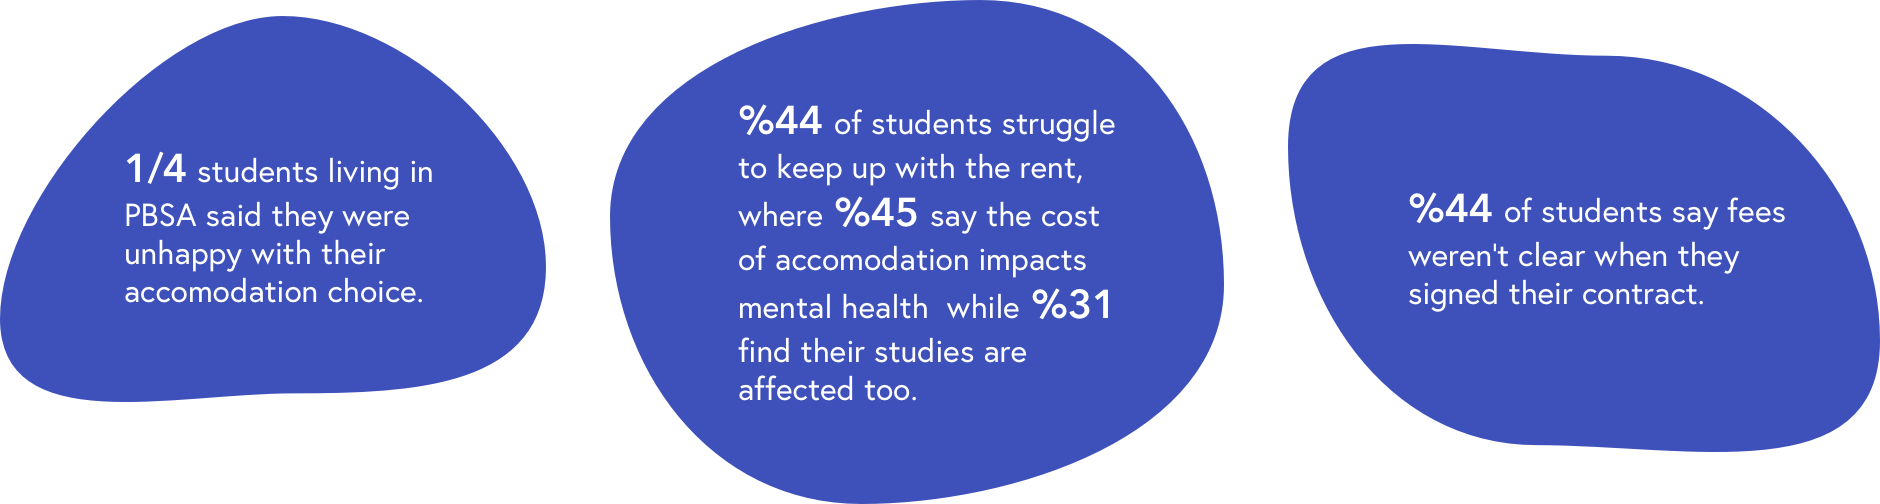 1/4 students living in
PBSA said they were
unhappy with their
accomodation choice.
%44 of students struggle
to keep up with the rent,
where %45 say the cost
of accomodation impacts
mental health  while %31
find their studies are
affected too.
%44 of students say fees
weren't clear when they
signed their contract.